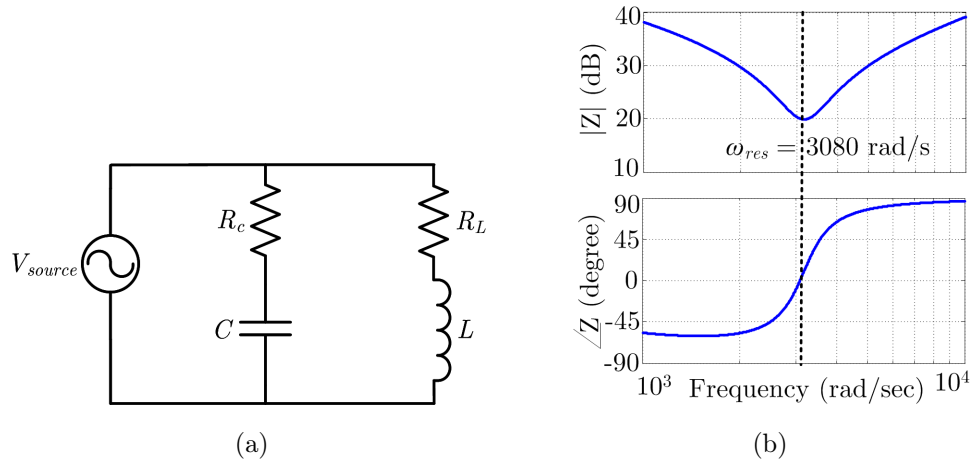 V_source
R_c
C
R_L
L
(a)
|Z| (dB)
40
30
20
10
ω_res = 3080 rad/s
∠Z (degree)
90
45
0
-45
-90
10^3
Frequency (rad/sec)
10^4
(b)